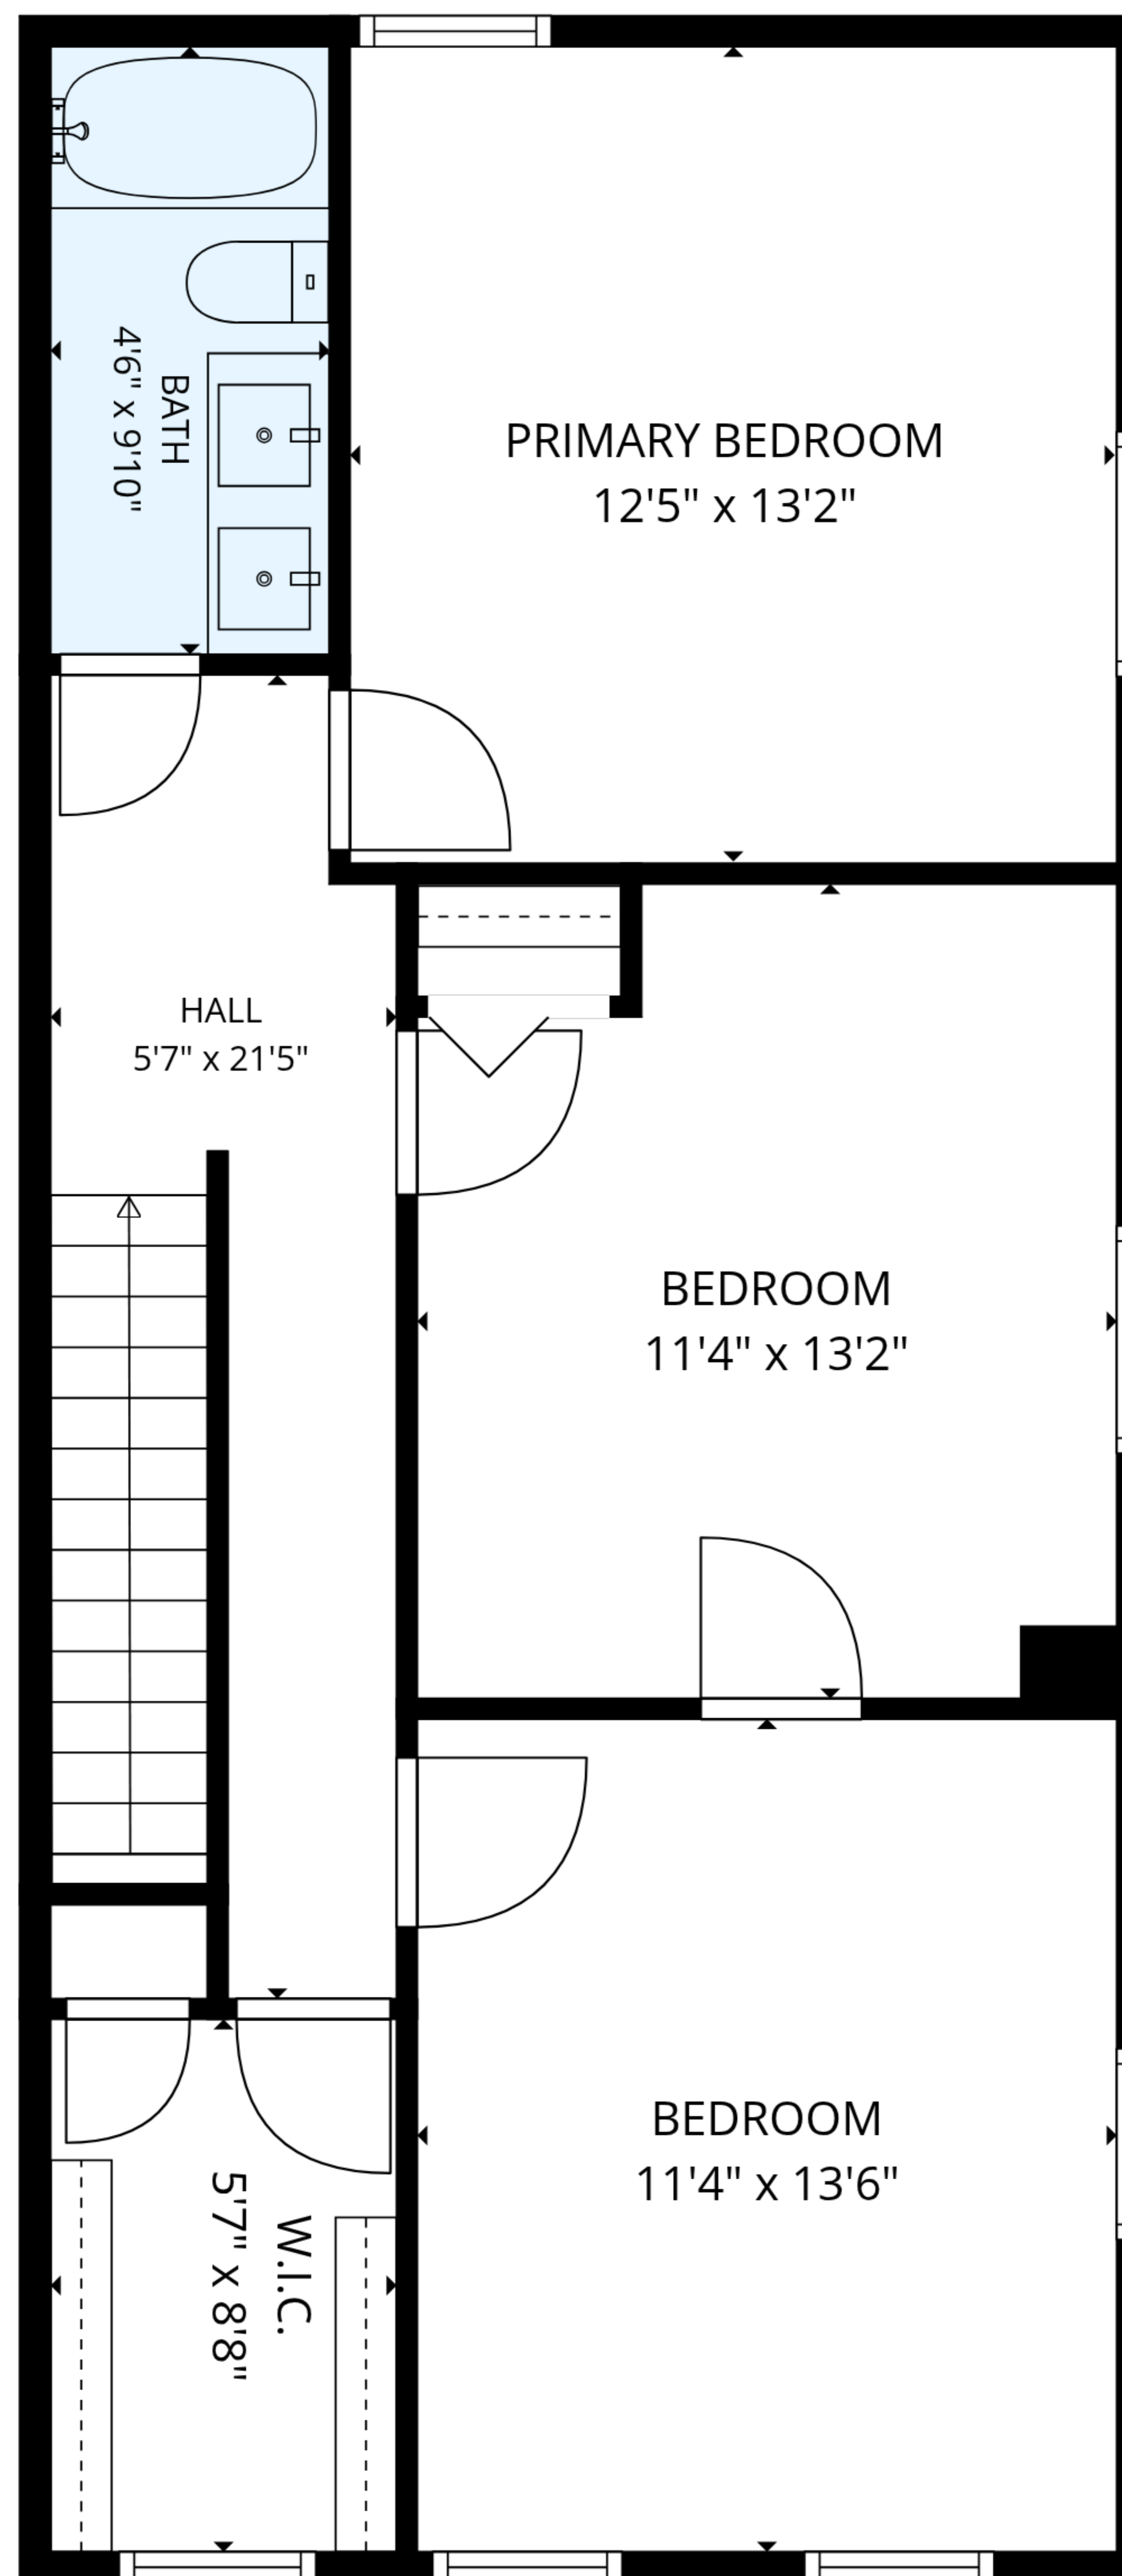 BATH
4'6" x 9'10"
PRIMARY BEDROOM
12'5" x 13'2"
HALL
5'7" x 21'5"
BEDROOM
11'4" x 13'2"
BEDROOM
11'4" x 13'6"
W.I.C.
5'7" x 8'8"